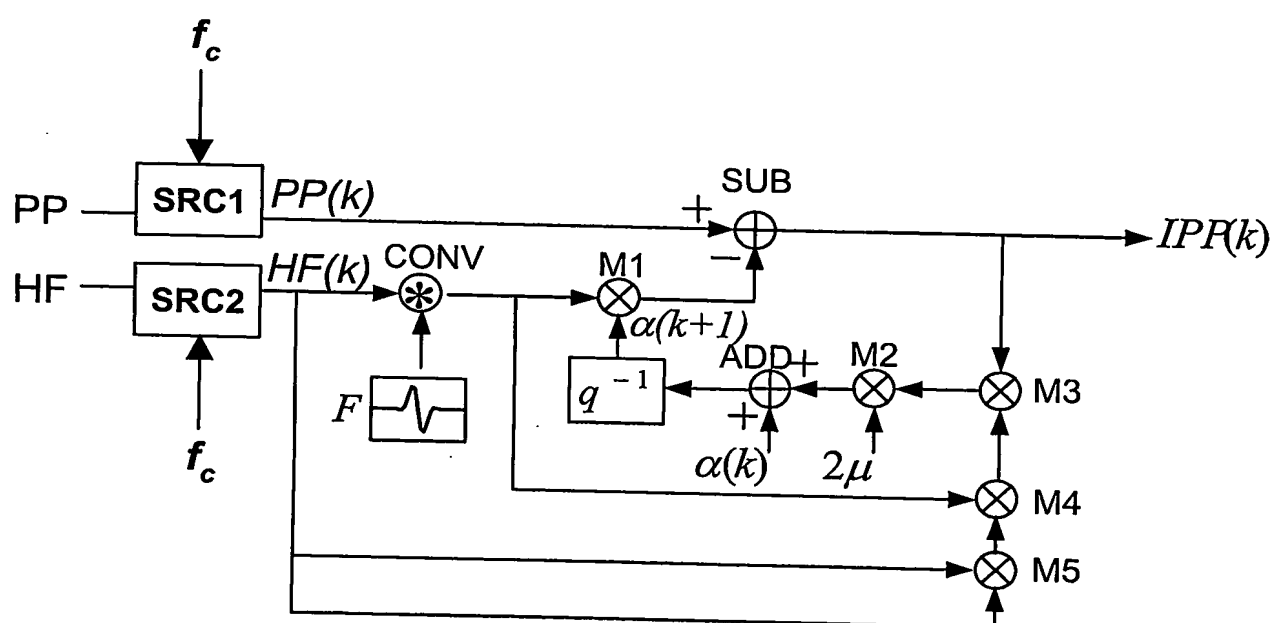 f_c
PP
SRC1
PP(k)
SUB
+
−
IPP(k)
HF
SRC2
HF(k)
CONV
M1
α(k+1)
ADD
+
M2
M3
F
q⁻¹
+
f_c
α(k)
2μ
M4
M5